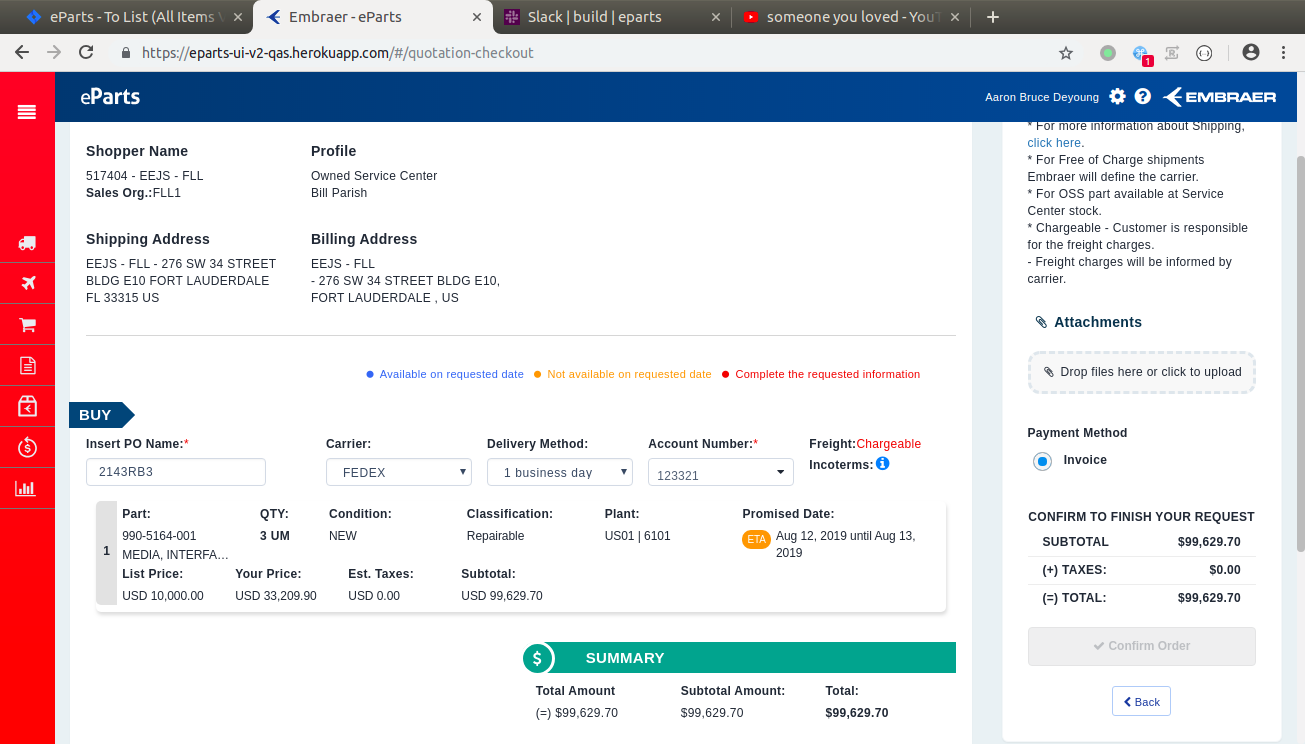 eParts - To List (All Items
Embraer - eParts
Slack | build | eparts
someone you loved - YouT
https://eparts-ui-v2-qas.herokuapp.com/#/quotation-checkout
1
eParts
Aaron Bruce Deyoung
EMBRAER
Shopper Name
517404 - EEJS - FLL
Sales Org.:FLL1
Profile
Owned Service Center
Bill Parish
Shipping Address
EEJS - FLL - 276 SW 34 STREET
BLDG E10 FORT LAUDERDALE
FL 33315 US
Billing Address
EEJS - FLL
- 276 SW 34 STREET BLDG E10,
FORT LAUDERDALE , US
Available on requested date
Not available on requested date
Complete the requested information
BUY
Insert PO Name:*
2143RB3
Carrier:
FEDEX
Delivery Method:
1 business day
Account Number:*
123321
Freight:Chargeable
Incoterms:
1
Part:
990-5164-001
MEDIA, INTERFA…
QTY:
3 UM
Condition:
NEW
Classification:
Repairable
Plant:
US01 | 6101
Promised Date:
ETA
Aug 12, 2019 until Aug 13,
2019
List Price:
USD 10,000.00
Your Price:
USD 33,209.90
Est. Taxes:
USD 0.00
Subtotal:
USD 99,629.70
$
SUMMARY
Total Amount
(=) $99,629.70
Subtotal Amount:
$99,629.70
Total:
$99,629.70
* For more information about Shipping,
click here.
* For Free of Charge shipments
Embraer will define the carrier.
* For OSS part available at Service
Center stock.
* Chargeable - Customer is responsible
for the freight charges.
- Freight charges will be informed by
carrier.
Attachments
Drop files here or click to upload
Payment Method
Invoice
CONFIRM TO FINISH YOUR REQUEST
SUBTOTAL $99,629.70
(+) TAXES: $0.00
(=) TOTAL: $99,629.70
Confirm Order
Back